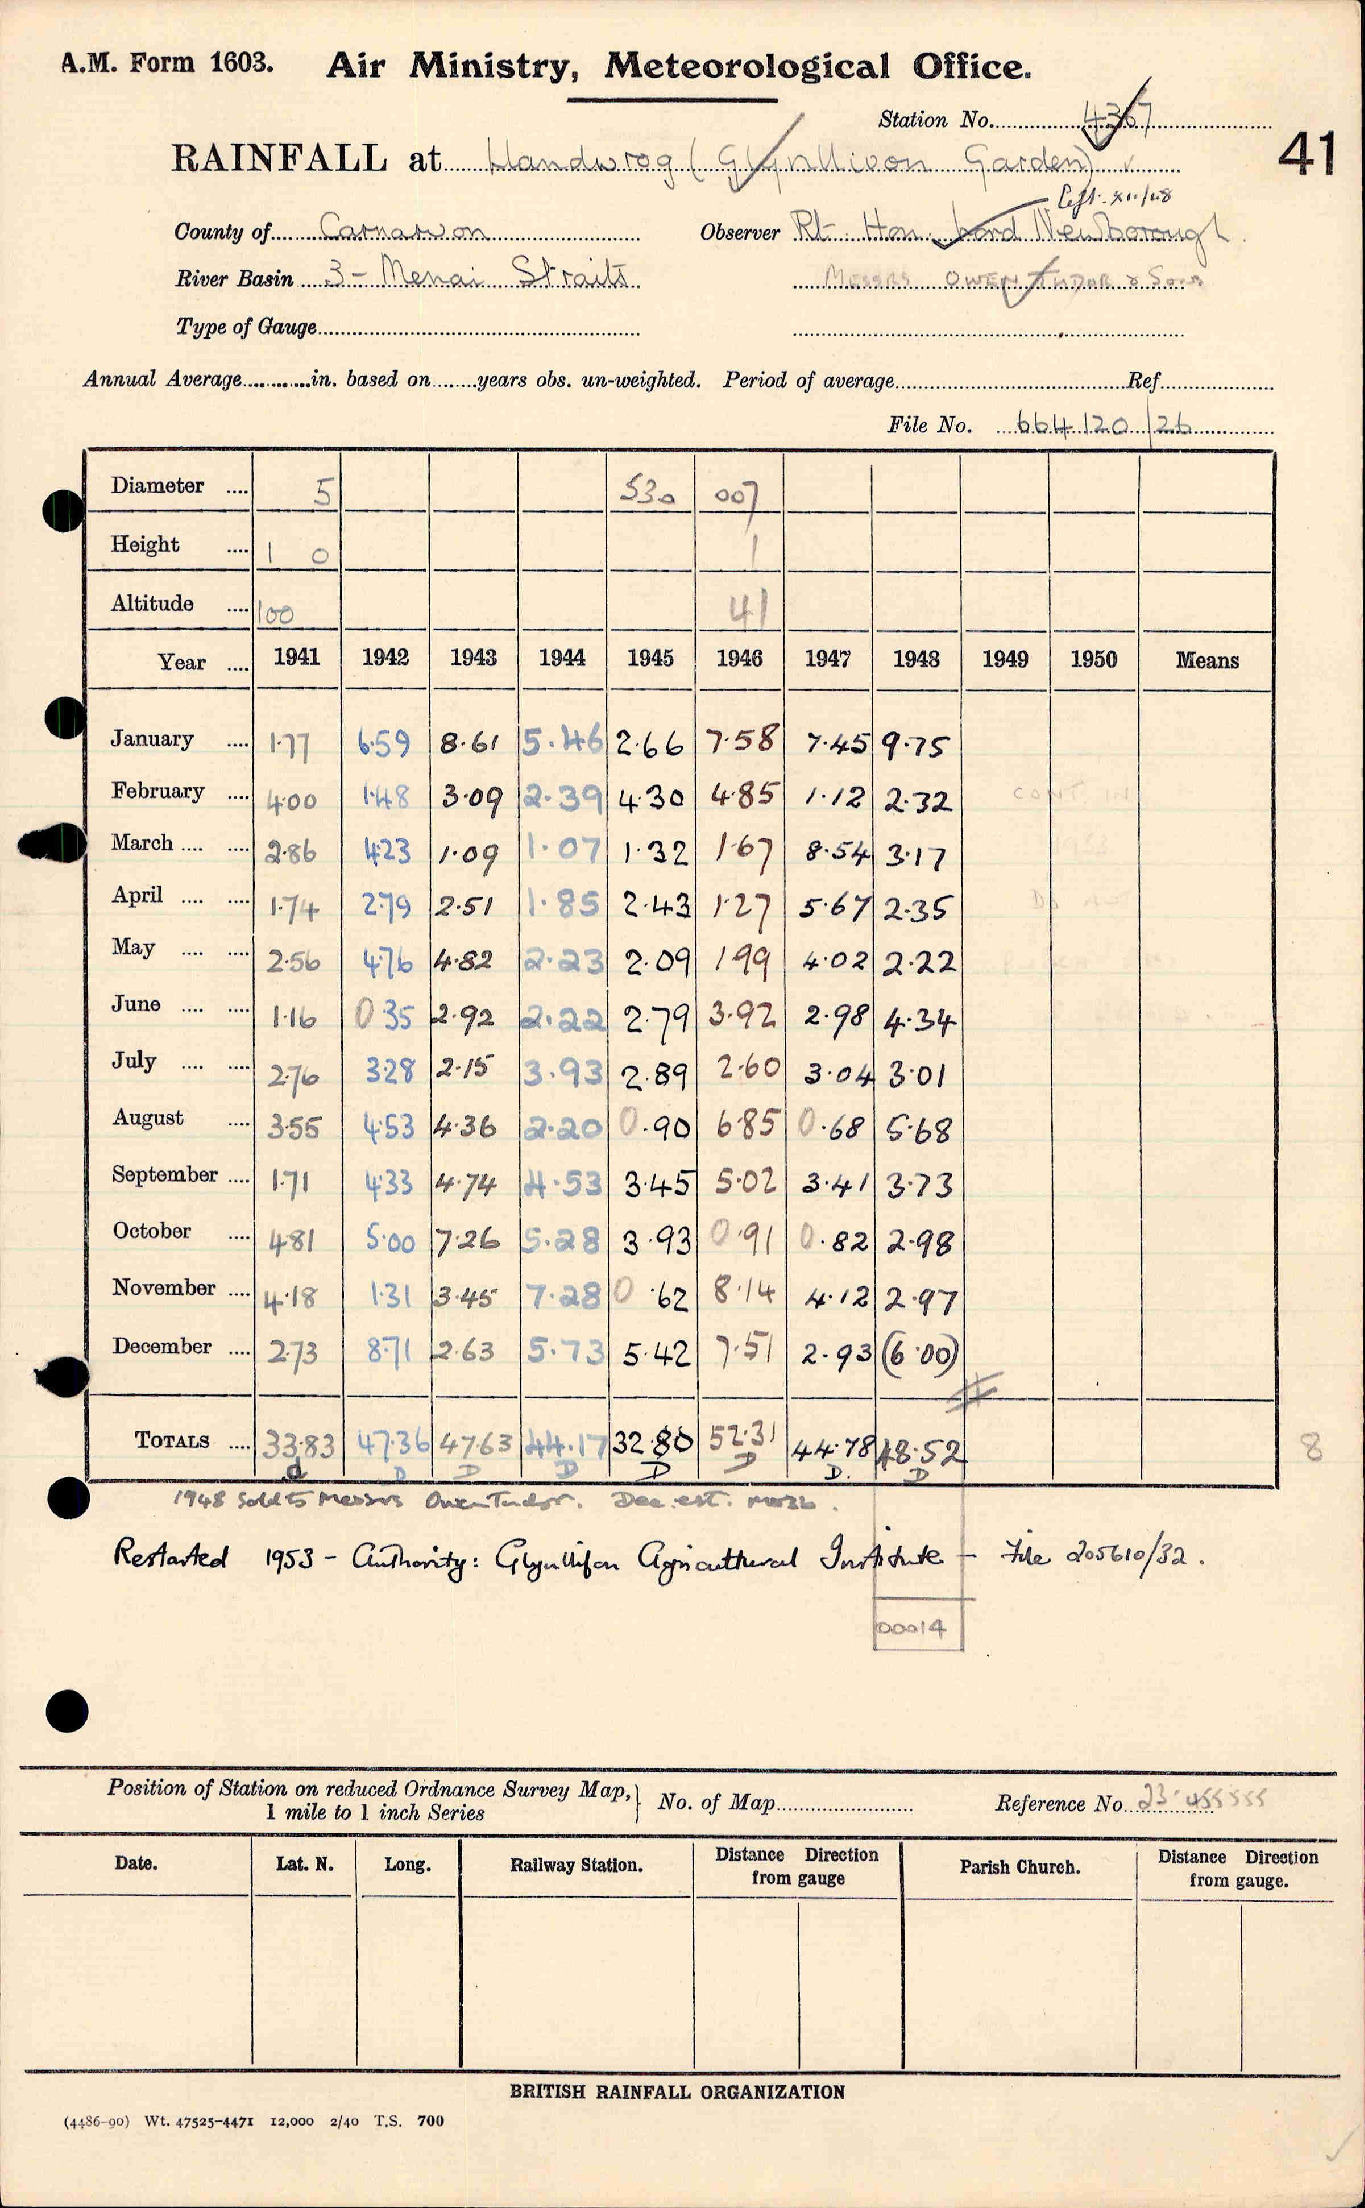 A.M. Form 1603. Air Ministry, Meteorological Office.
Station No. 4367
41
RAINFALL at Llandwrog (Glynllivon Garden)
Left. XII/48
County of Carnarvon Observer Rt. Hon. Lord Newborough.
River Basin 3 - Menai Straits MESSRS OWEN TUDOR & Sons
Type of Gauge
Annual Average in. based on years obs. un-weighted. Period of average Ref
File No. 664120/26
Diameter 5 530 007
Height 1 0 1
Altitude 100 41
Year 1941 1942 1943 1944 1945 1946 1947 1948 1949 1950 Means
January 1.77 6.59 8.61 5.46 2.66 7.58 7.45 9.75
February 4.00 1.48 3.09 2.39 4.30 4.85 1.12 2.32 CONT. IN
March 2.86 4.23 1.09 1.07 1.32 1.67 8.54 3.17 1953
April 1.74 2.79 2.51 1.85 2.43 1.27 5.67 2.35
May 2.56 4.76 4.82 2.23 2.09 1.99 4.02 2.22
June 1.16 0.35 2.92 2.22 2.79 3.92 2.98 4.34
July 2.76 3.28 2.15 3.93 2.89 2.60 3.04 3.01
August 3.55 4.53 4.36 2.20 0.90 6.85 0.68 5.68
September 1.71 4.33 4.74 4.53 3.45 5.02 3.41 3.73
October 4.81 5.00 7.26 5.28 3.93 0.91 0.82 2.98
November 4.18 1.31 3.45 7.28 0.62 8.14 4.12 2.97
December 2.73 8.71 2.63 5.73 5.42 7.51 2.93 (6.00)
TOTALS 33.83 47.36 47.63 44.17 32.80 52.31 44.78 48.52 8
d D D D D D D. D
1948 Sold to Messrs Owen Tudor. Dec. est.
Restarted 1953 - Authority: Glynllifon Agricultural Institute - File 205610/32.
00014
Position of Station on reduced Ordnance Survey Map, 1 mile to 1 inch Series No. of Map Reference No 23.455555
Date. Lat. N. Long. Railway Station. Distance Direction from gauge Parish Church. Distance Direction from gauge.
BRITISH RAINFALL ORGANIZATION
(4486-90) Wt. 47525-4471 12,000 2/40 T.S. 700